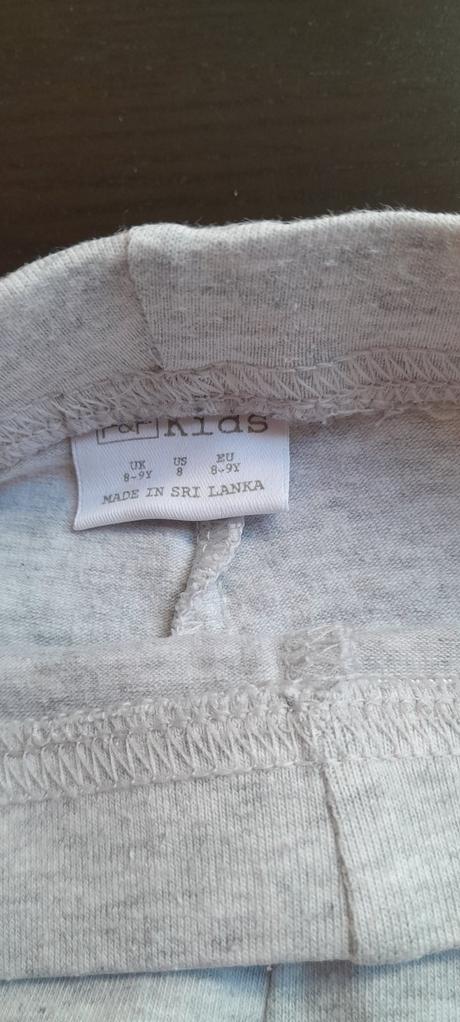 F&F Kids
UK US EU
8-9Y 8 8-9Y
MADE IN SRI LANKA